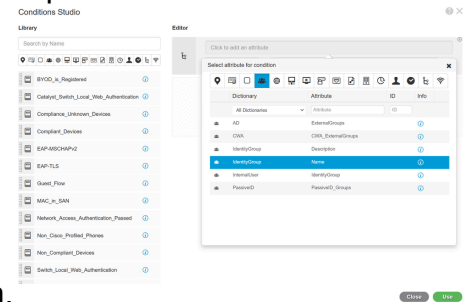 Conditions Studio
Library
Editor
Search by Name
Click to add an attribute
Select attribute for condition
BYOD_is_Registered
Catalyst_Switch_Local_Web_Authentication
Compliance_Unknown_Devices
Compliant_Devices
EAP-MSCHAPv2
EAP-TLS
Guest_Flow
MAC_in_SAN
Network_Access_Authentication_Passed
Non_Cisco_Profiled_Phones
Non_Compliant_Devices
Switch_Local_Web_Authentication
Dictionary Attribute ID Info
All Dictionaries Attribute ID
AD ExternalGroups
CWA CWA_ExternalGroups
IdentityGroup Description
IdentityGroup Name
InternalUser IdentityGroup
PassiveID PassiveID_Groups
Close Use